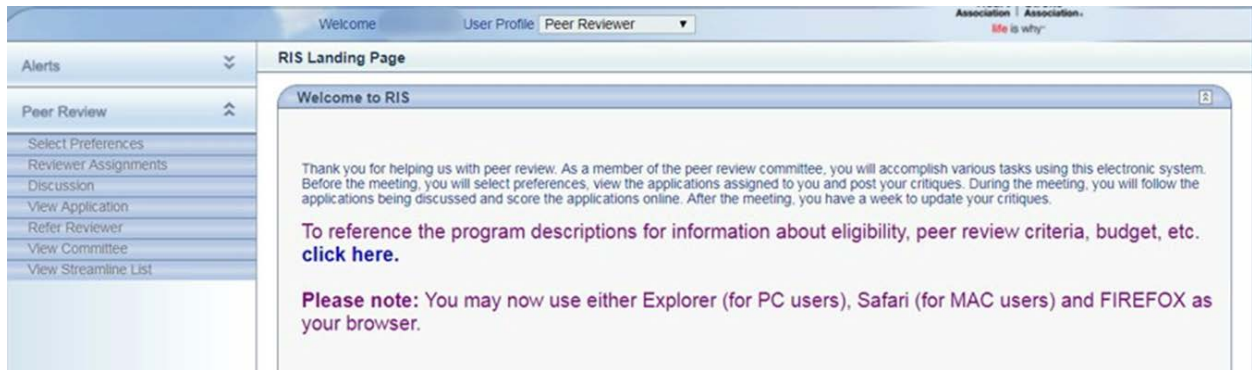 Welcome User Profile Peer Reviewer
Association | Association.
life is why™
Alerts
RIS Landing Page
Peer Review
Select Preferences
Reviewer Assignments
Discussion
View Application
Refer Reviewer
View Committee
View Streamline List
Welcome to RIS
Thank you for helping us with peer review. As a member of the peer review committee, you will accomplish various tasks using this electronic system.
Before the meeting, you will select preferences, view the applications assigned to you and post your critiques. During the meeting, you will follow the
applications being discussed and score the applications online. After the meeting, you have a week to update your critiques.
To reference the program descriptions for information about eligibility, peer review criteria, budget, etc.
click here.
Please note: You may now use either Explorer (for PC users), Safari (for MAC users) and FIREFOX as
your browser.